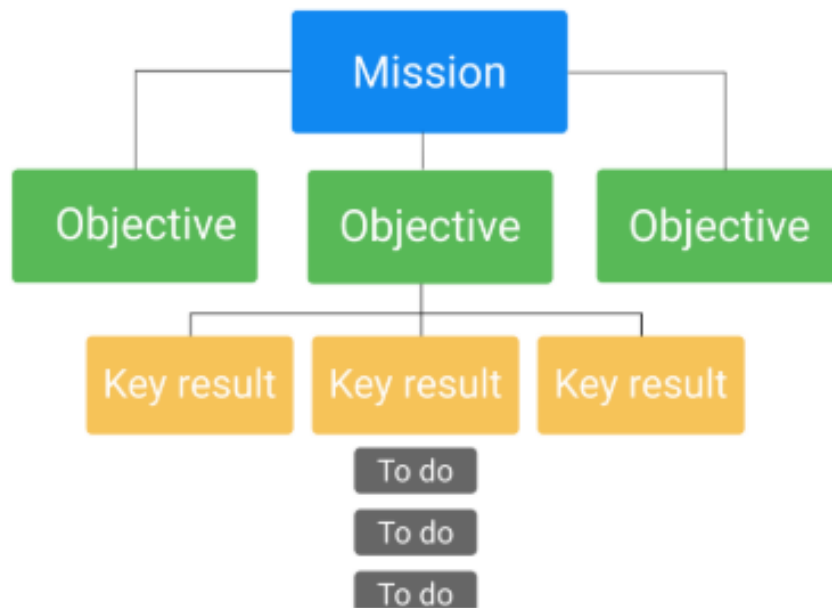 Mission
Objective
Objective
Objective
Key result
Key result
Key result
To do
To do
To do